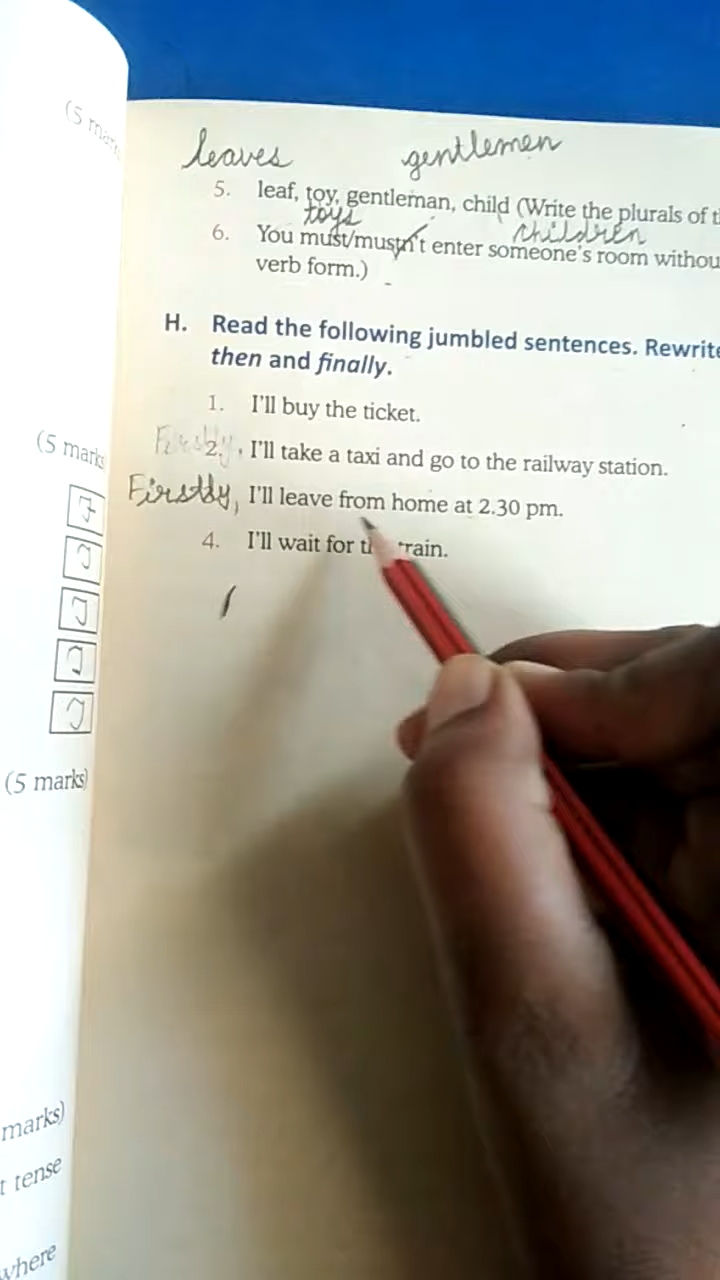 (5 mar
leaves gentlemen
5. leaf, toy, gentleman, child (Write the plurals of t
toys children
6. You must/mustn't enter someone's room withou
verb form.)
H. Read the following jumbled sentences. Rewrite
then and finally.
1. I'll buy the ticket.
(5 marks
Firstly, 2. I'll take a taxi and go to the railway station.
Firstly, I'll leave from home at 2.30 pm.
4. I'll wait for train.
(5 marks)
marks)
t tense
where